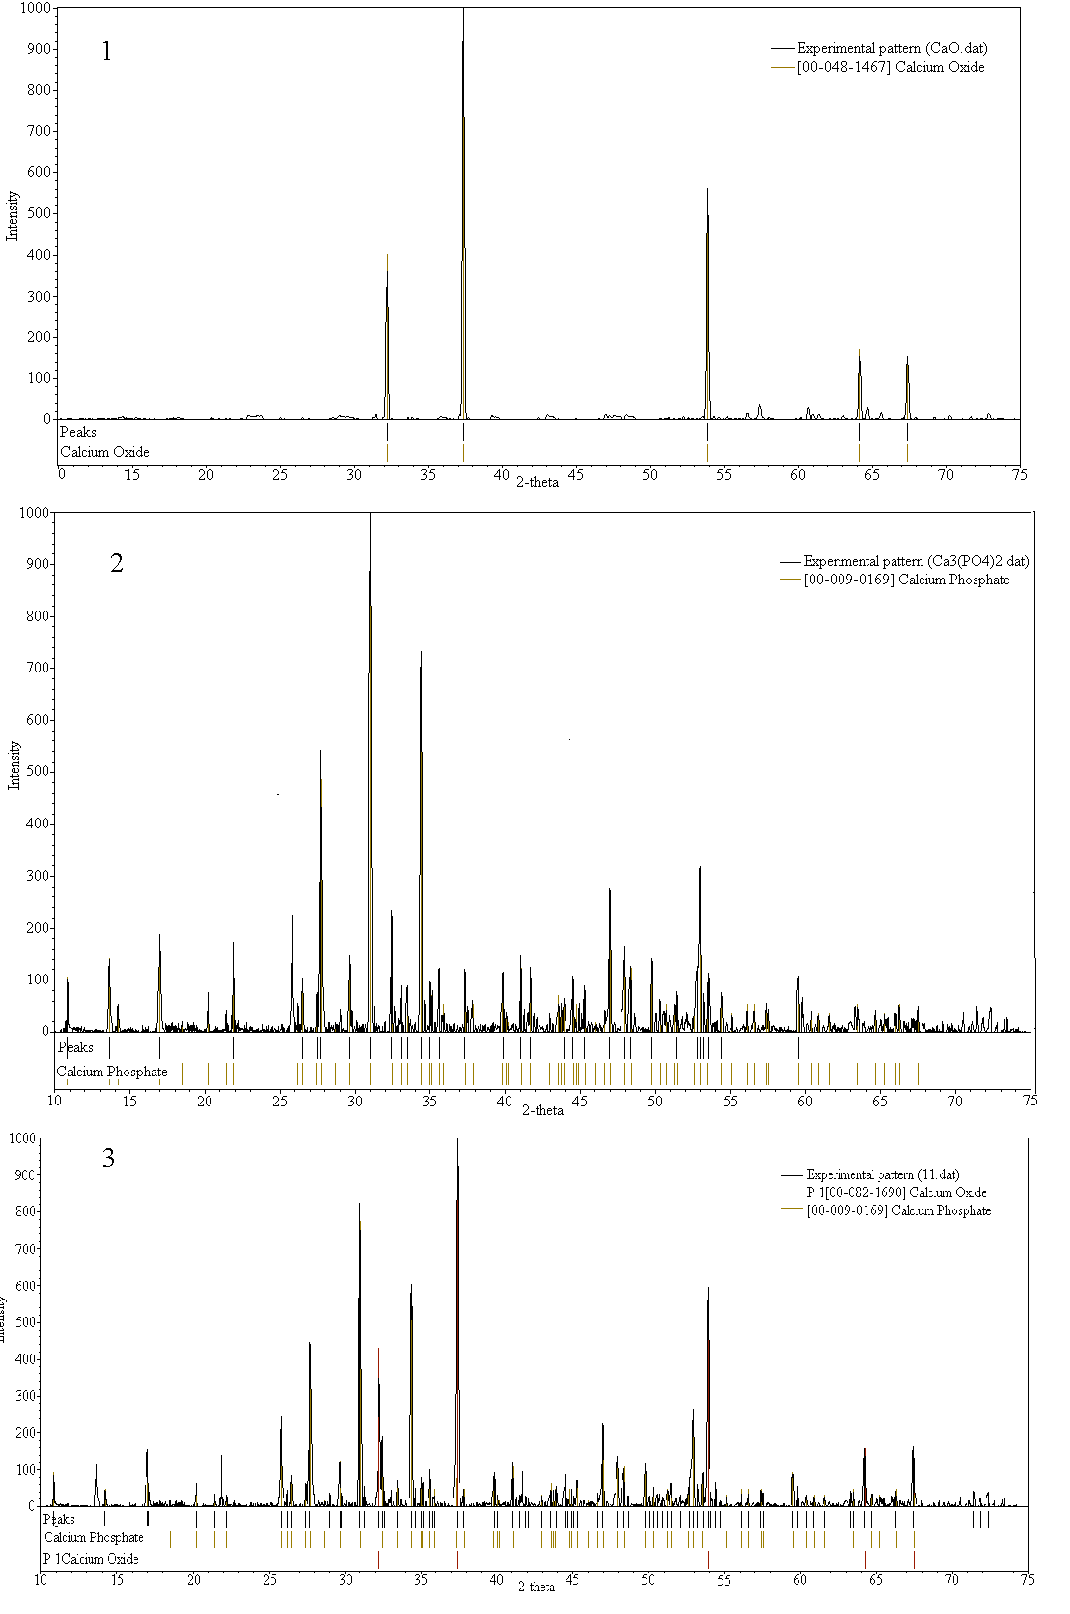 1000
1
900
Experimental pattern (CaO.dat)
[00-048-1467] Calcium Oxide
800
700
600
500
400
300
200
100
0
Intensity
Peaks
Calcium Oxide
0 15 20 25 30 35 40 45 50 55 60 65 70 75
2-theta
1000
2
900
Experimental pattern (Ca3(PO4)2 dat)
[00-009-0169] Calcium Phosphate
800
700
600
500
400
300
200
100
0
Intensity
Peaks
Calcium Phosphate
10 15 20 25 30 35 40 45 50 55 60 65 70 75
2-theta
1000
3
900
Experimental pattern (11.dat)
P 1[00-082-1690] Calcium Oxide
[00-009-0169] Calcium Phosphate
800
700
600
500
400
300
200
100
0
Intensity
Peaks
Calcium Phosphate
P 1Calcium Oxide
10 15 20 25 30 35 40 45 50 55 60 65 70 75
2 theta